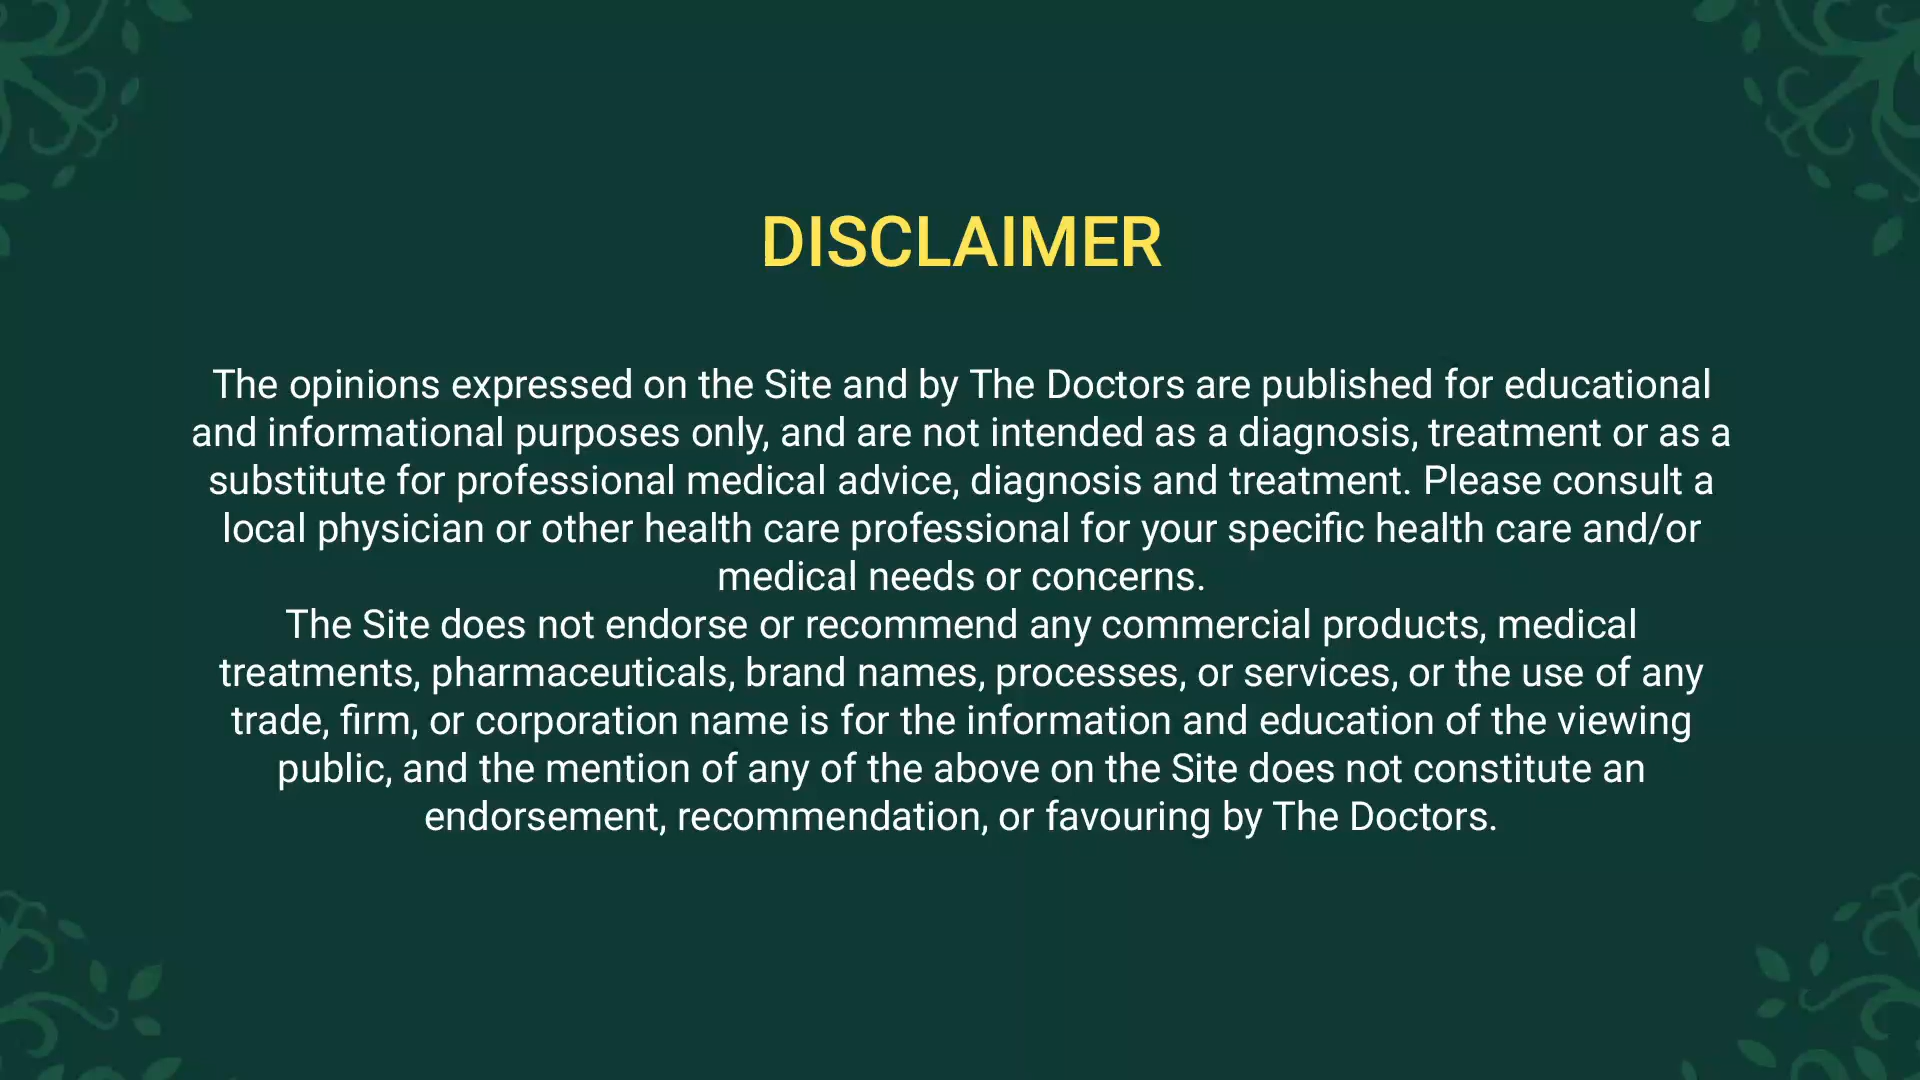 DISCLAIMER
The opinions expressed on the Site and by The Doctors are published for educational
and informational purposes only, and are not intended as a diagnosis, treatment or as a
substitute for professional medical advice, diagnosis and treatment. Please consult a
local physician or other health care professional for your specific health care and/or
medical needs or concerns.
The Site does not endorse or recommend any commercial products, medical
treatments, pharmaceuticals, brand names, processes, or services, or the use of any
trade, firm, or corporation name is for the information and education of the viewing
public, and the mention of any of the above on the Site does not constitute an
endorsement, recommendation, or favouring by The Doctors.